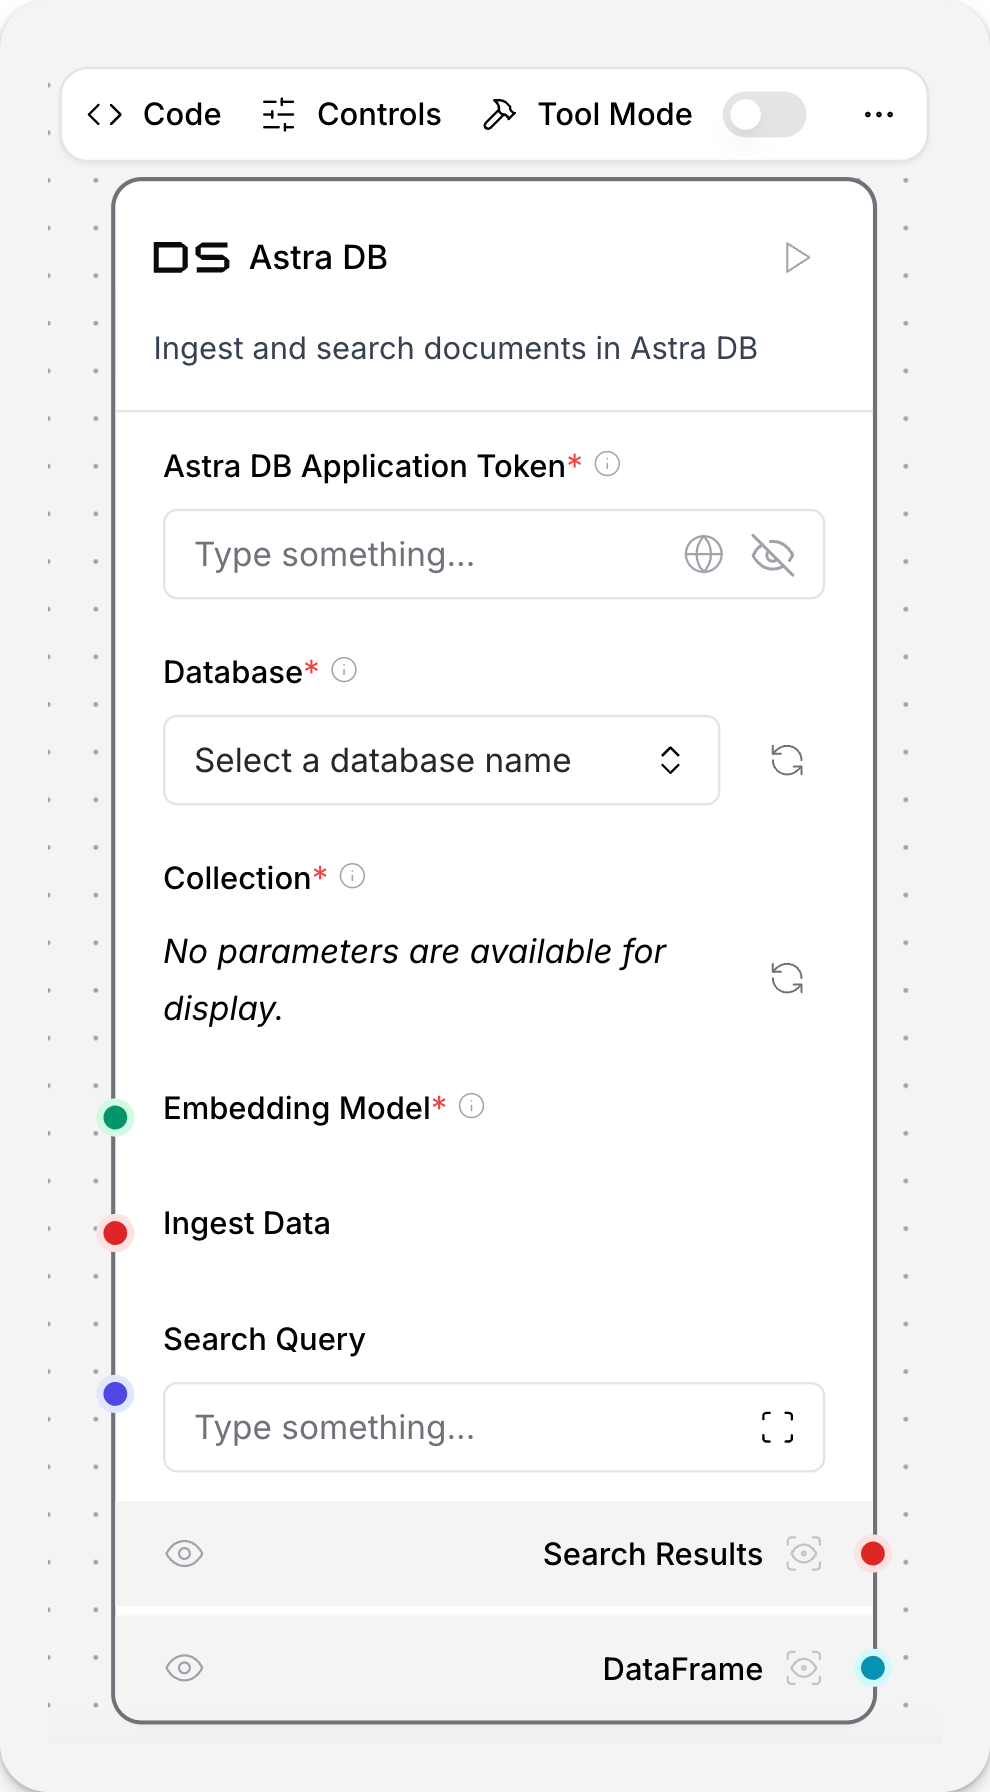 Code Controls Tool Mode
DS Astra DB
Ingest and search documents in Astra DB
Astra DB Application Token*
Type something...
Database*
Select a database name
Collection*
No parameters are available for
display.
Embedding Model*
Ingest Data
Search Query
Type something...
Search Results
DataFrame